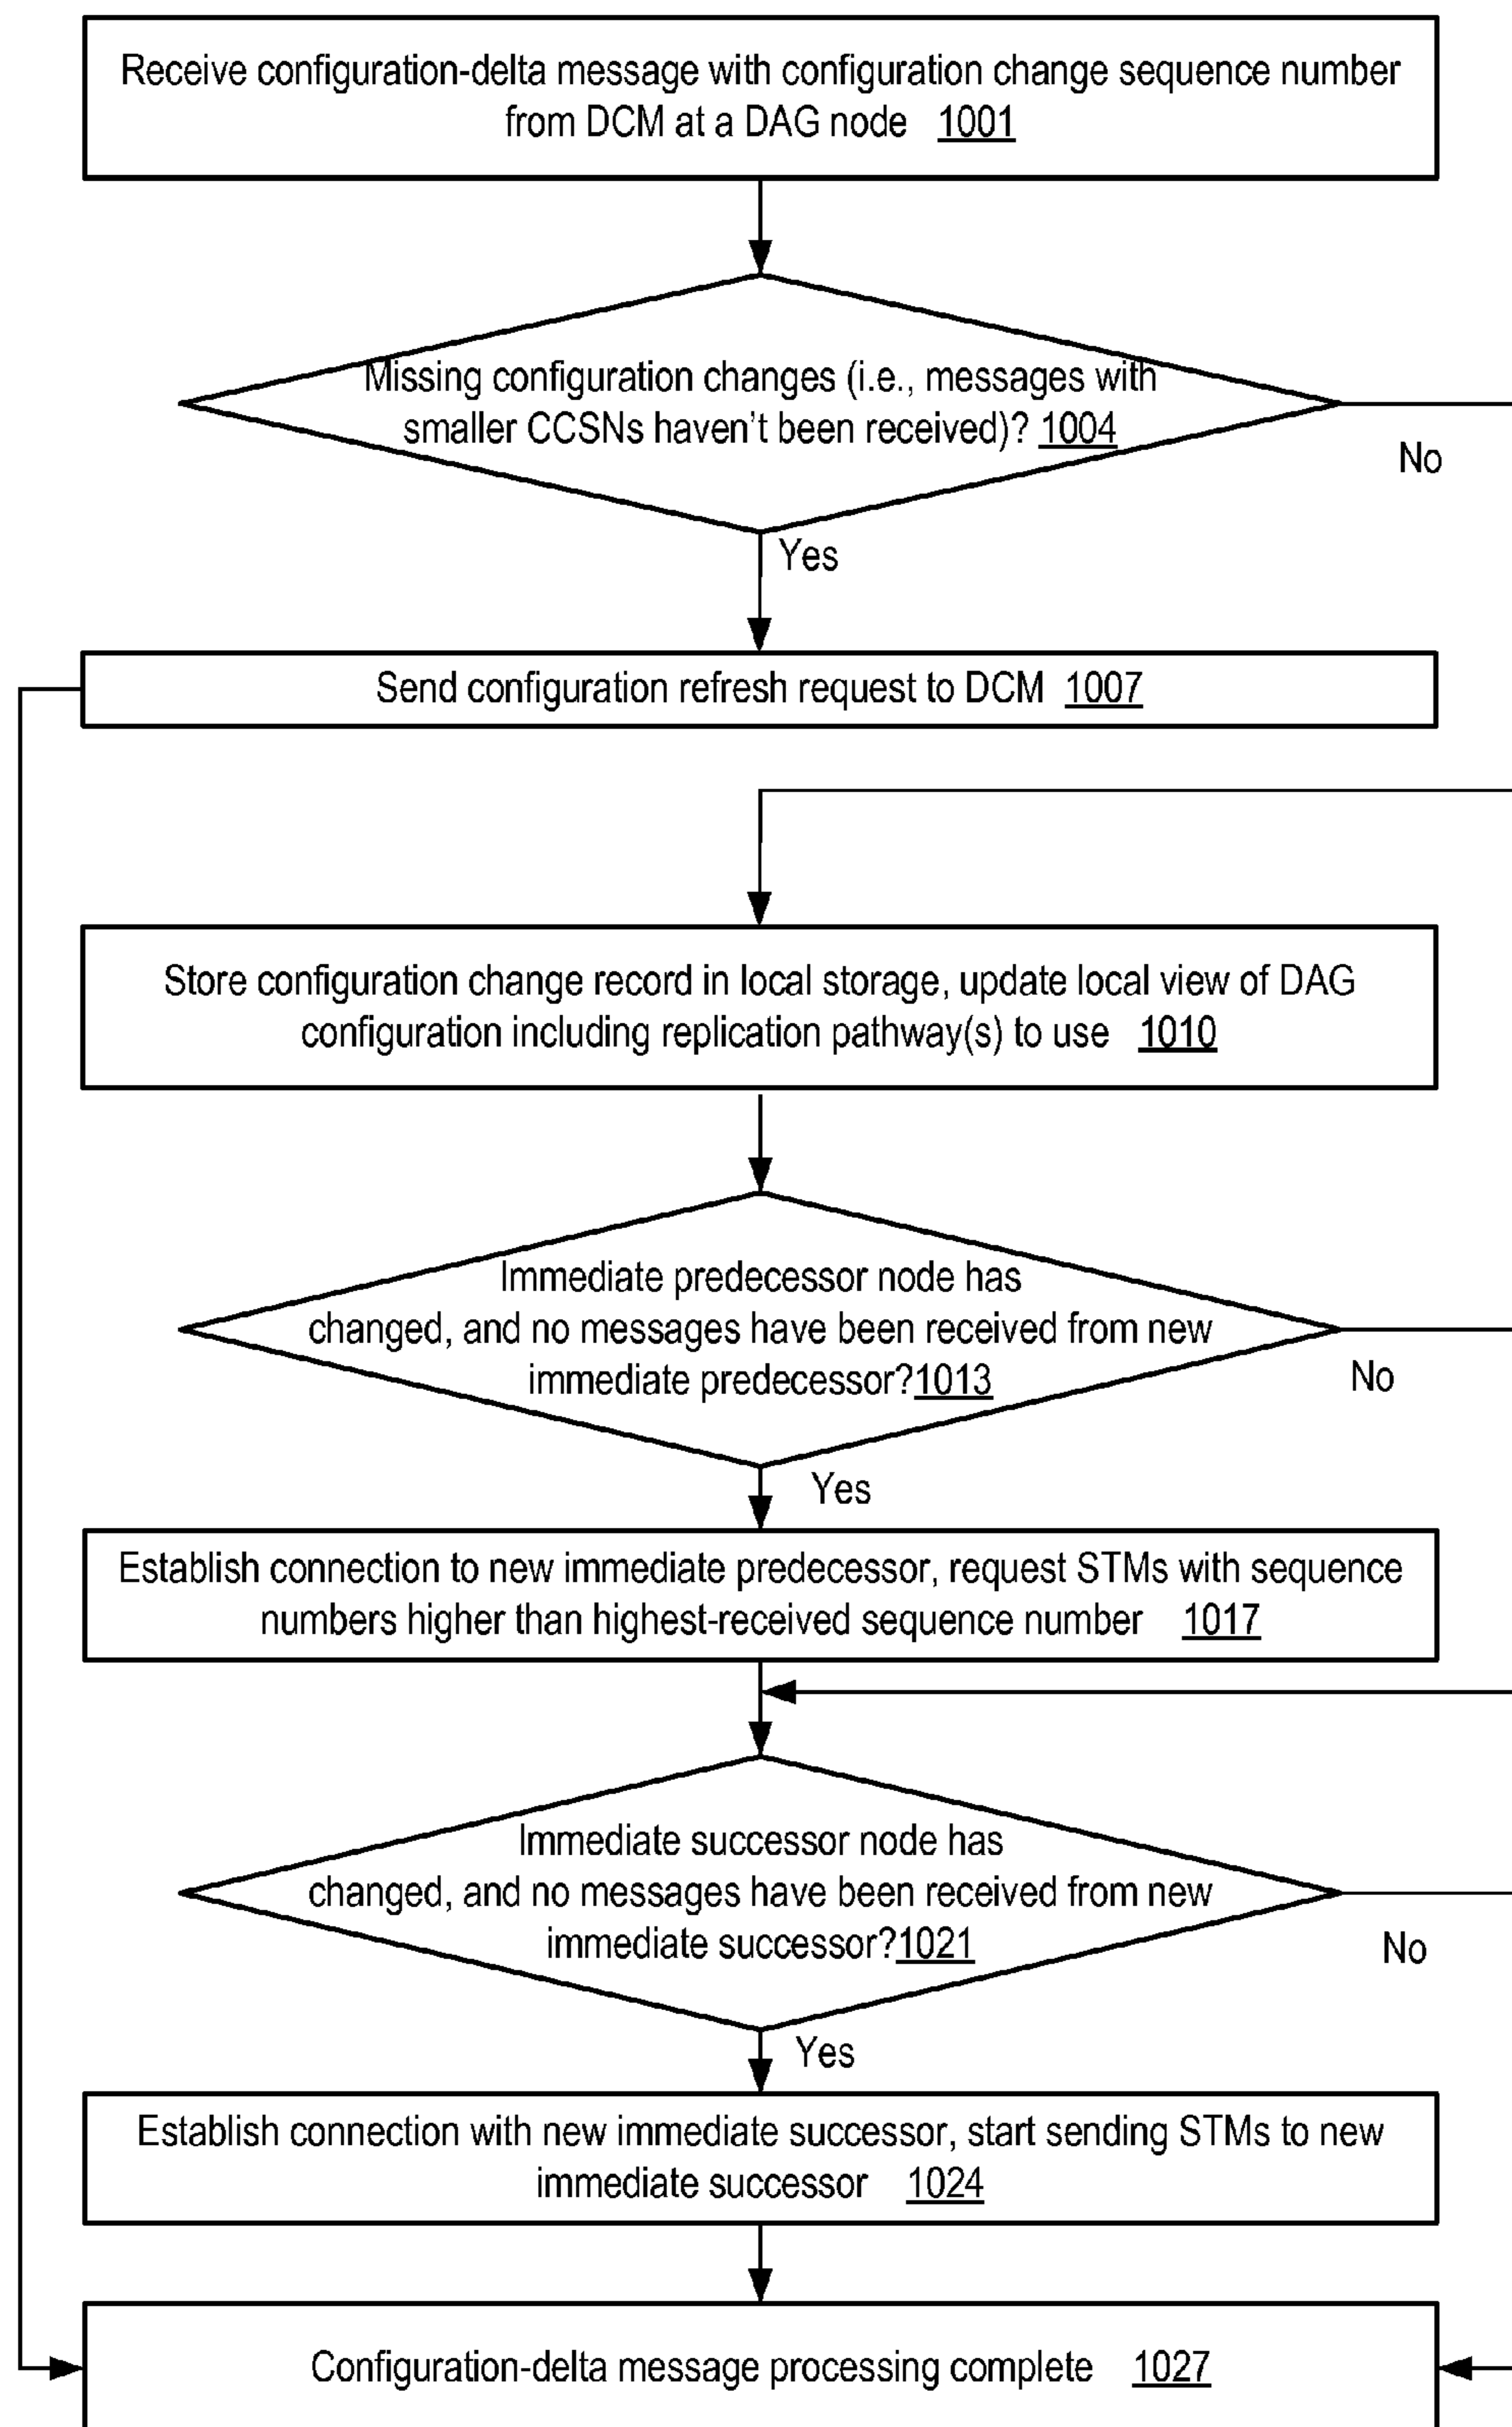 Receive configuration-delta message with configuration change sequence number
from DCM at a DAG node 1001
Missing configuration changes (i.e., messages with
smaller CCSNs haven't been received)? 1004
No
Yes
Send configuration refresh request to DCM 1007
Store configuration change record in local storage, update local view of DAG
configuration including replication pathway(s) to use 1010
Immediate predecessor node has
changed, and no messages have been received from new
immediate predecessor?1013
No
Yes
Establish connection to new immediate predecessor, request STMs with sequence
numbers higher than highest-received sequence number 1017
Immediate successor node has
changed, and no messages have been received from new
immediate successor?1021
No
Yes
Establish connection with new immediate successor, start sending STMs to new
immediate successor 1024
Configuration-delta message processing complete 1027